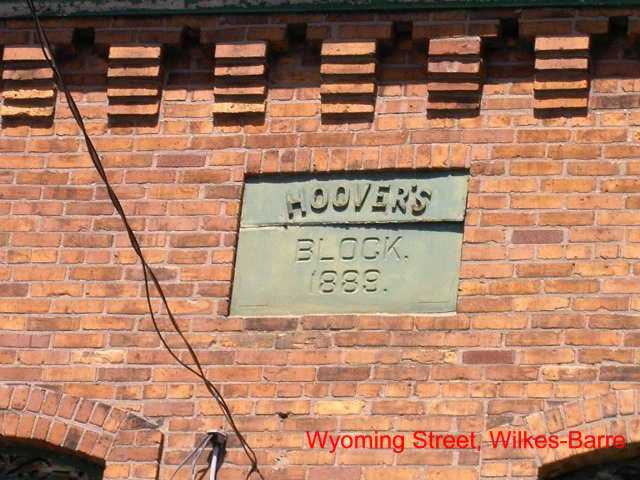 HOOVER'S
BLOCK.
1889.
Wyoming Street, Wilkes-Barre